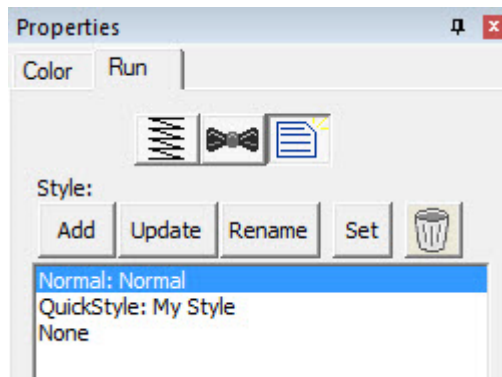 Properties
Color Run
Style:
Add Update Rename Set
Normal: Normal
QuickStyle: My Style
None